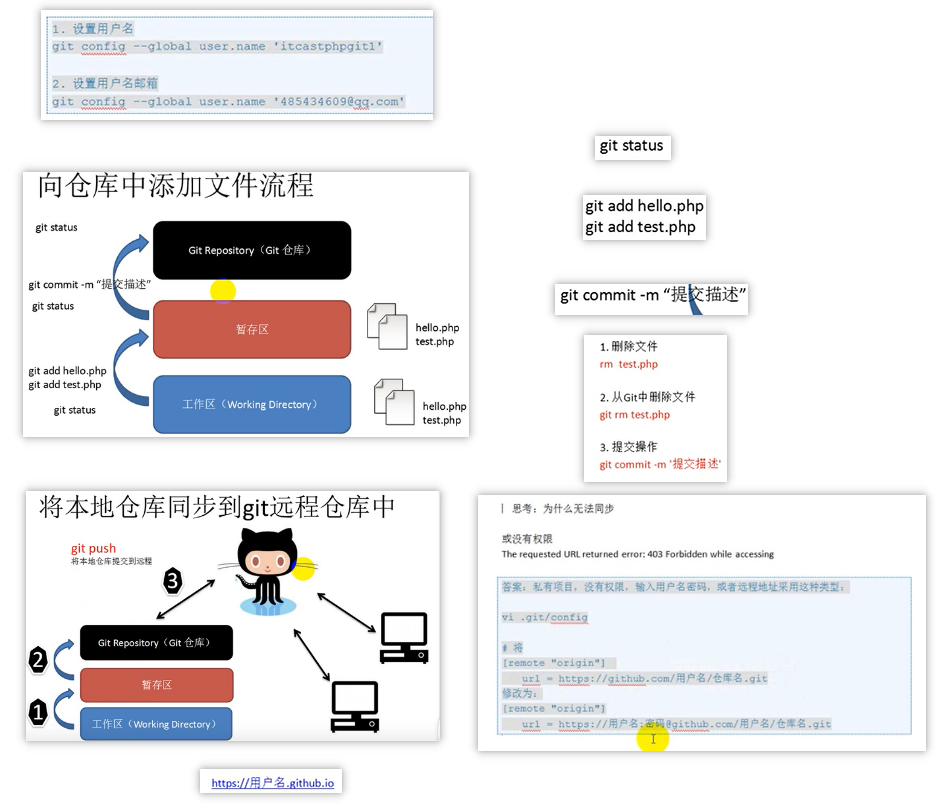 1. 设置用户名
git config --global user.name 'itcastphpgit1'
2. 设置用户名邮箱
git config --global user.name '485434609@qq.com'
git status
git add hello.php
git add test.php
git commit -m “提交描述”
1. 删除文件
rm test.php
2. 从Git中删除文件
git rm test.php
3. 提交操作
git commit -m '提交描述'
向仓库中添加文件流程
git status
Git Repository（Git 仓库）
git commit -m “提交描述”
git status
暂存区
hello.php
test.php
git add hello.php
git add test.php
git status
工作区（Working Directory）
hello.php
test.php
将本地仓库同步到git远程仓库中
git push
将本地仓库提交到远程
3
Git Repository（Git 仓库）
2
暂存区
1
工作区（Working Directory）
思考：为什么无法同步
或没有权限
The requested URL returned error: 403 Forbidden while accessing
答案：私有项目，没有权限，输入用户名密码，或者远程地址采用这种类型：
vi .git/config
# 将
[remote "origin"]
url = https://github.com/用户名/仓库名.git
修改为：
[remote "origin"]
url = https://用户名:密码@github.com/用户名/仓库名.git
https://用户名.github.io